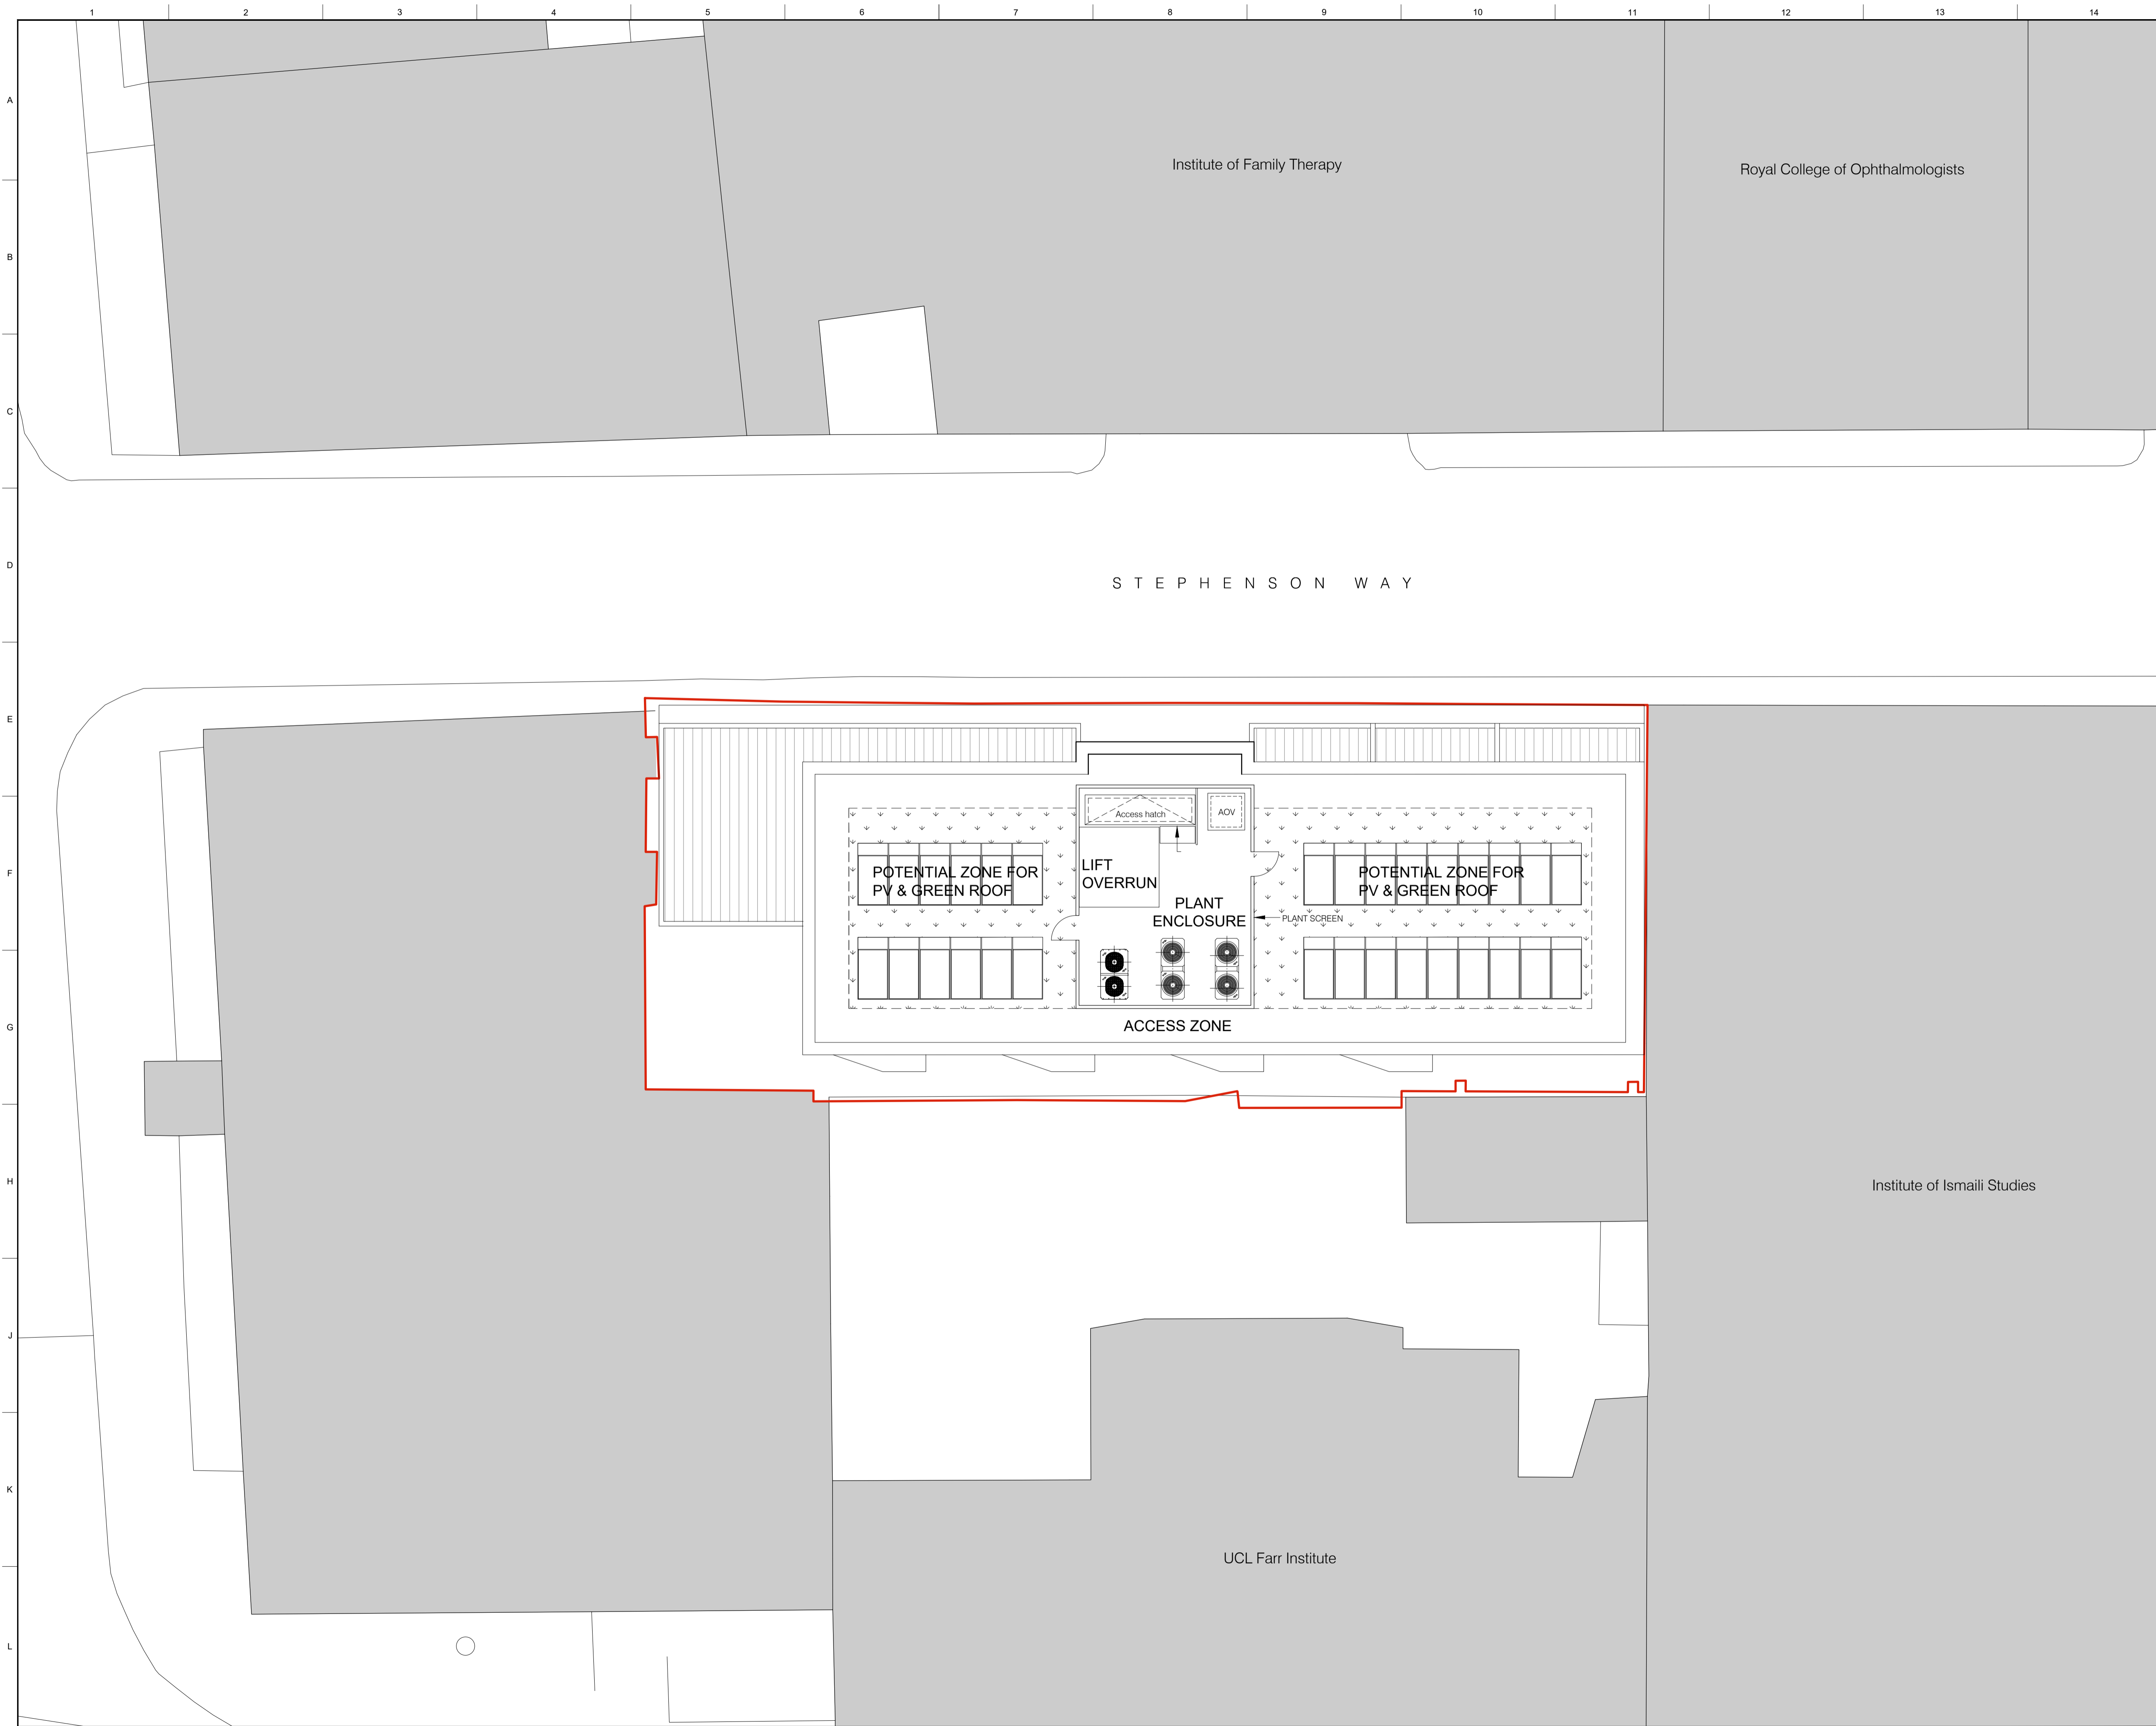 1 2 3 4 5 6 7 8 9 10 11 12 13 14
A
Institute of Family Therapy
Royal College of Ophthalmologists
B
C
D
STEPHENSON WAY
E
Access hatch
AOV
F
POTENTIAL ZONE FOR
PV & GREEN ROOF
LIFT
OVERRUN
POTENTIAL ZONE FOR
PV & GREEN ROOF
PLANT
ENCLOSURE
PLANT SCREEN
G
ACCESS ZONE
H
Institute of Ismaili Studies
J
K
UCL Farr Institute
L